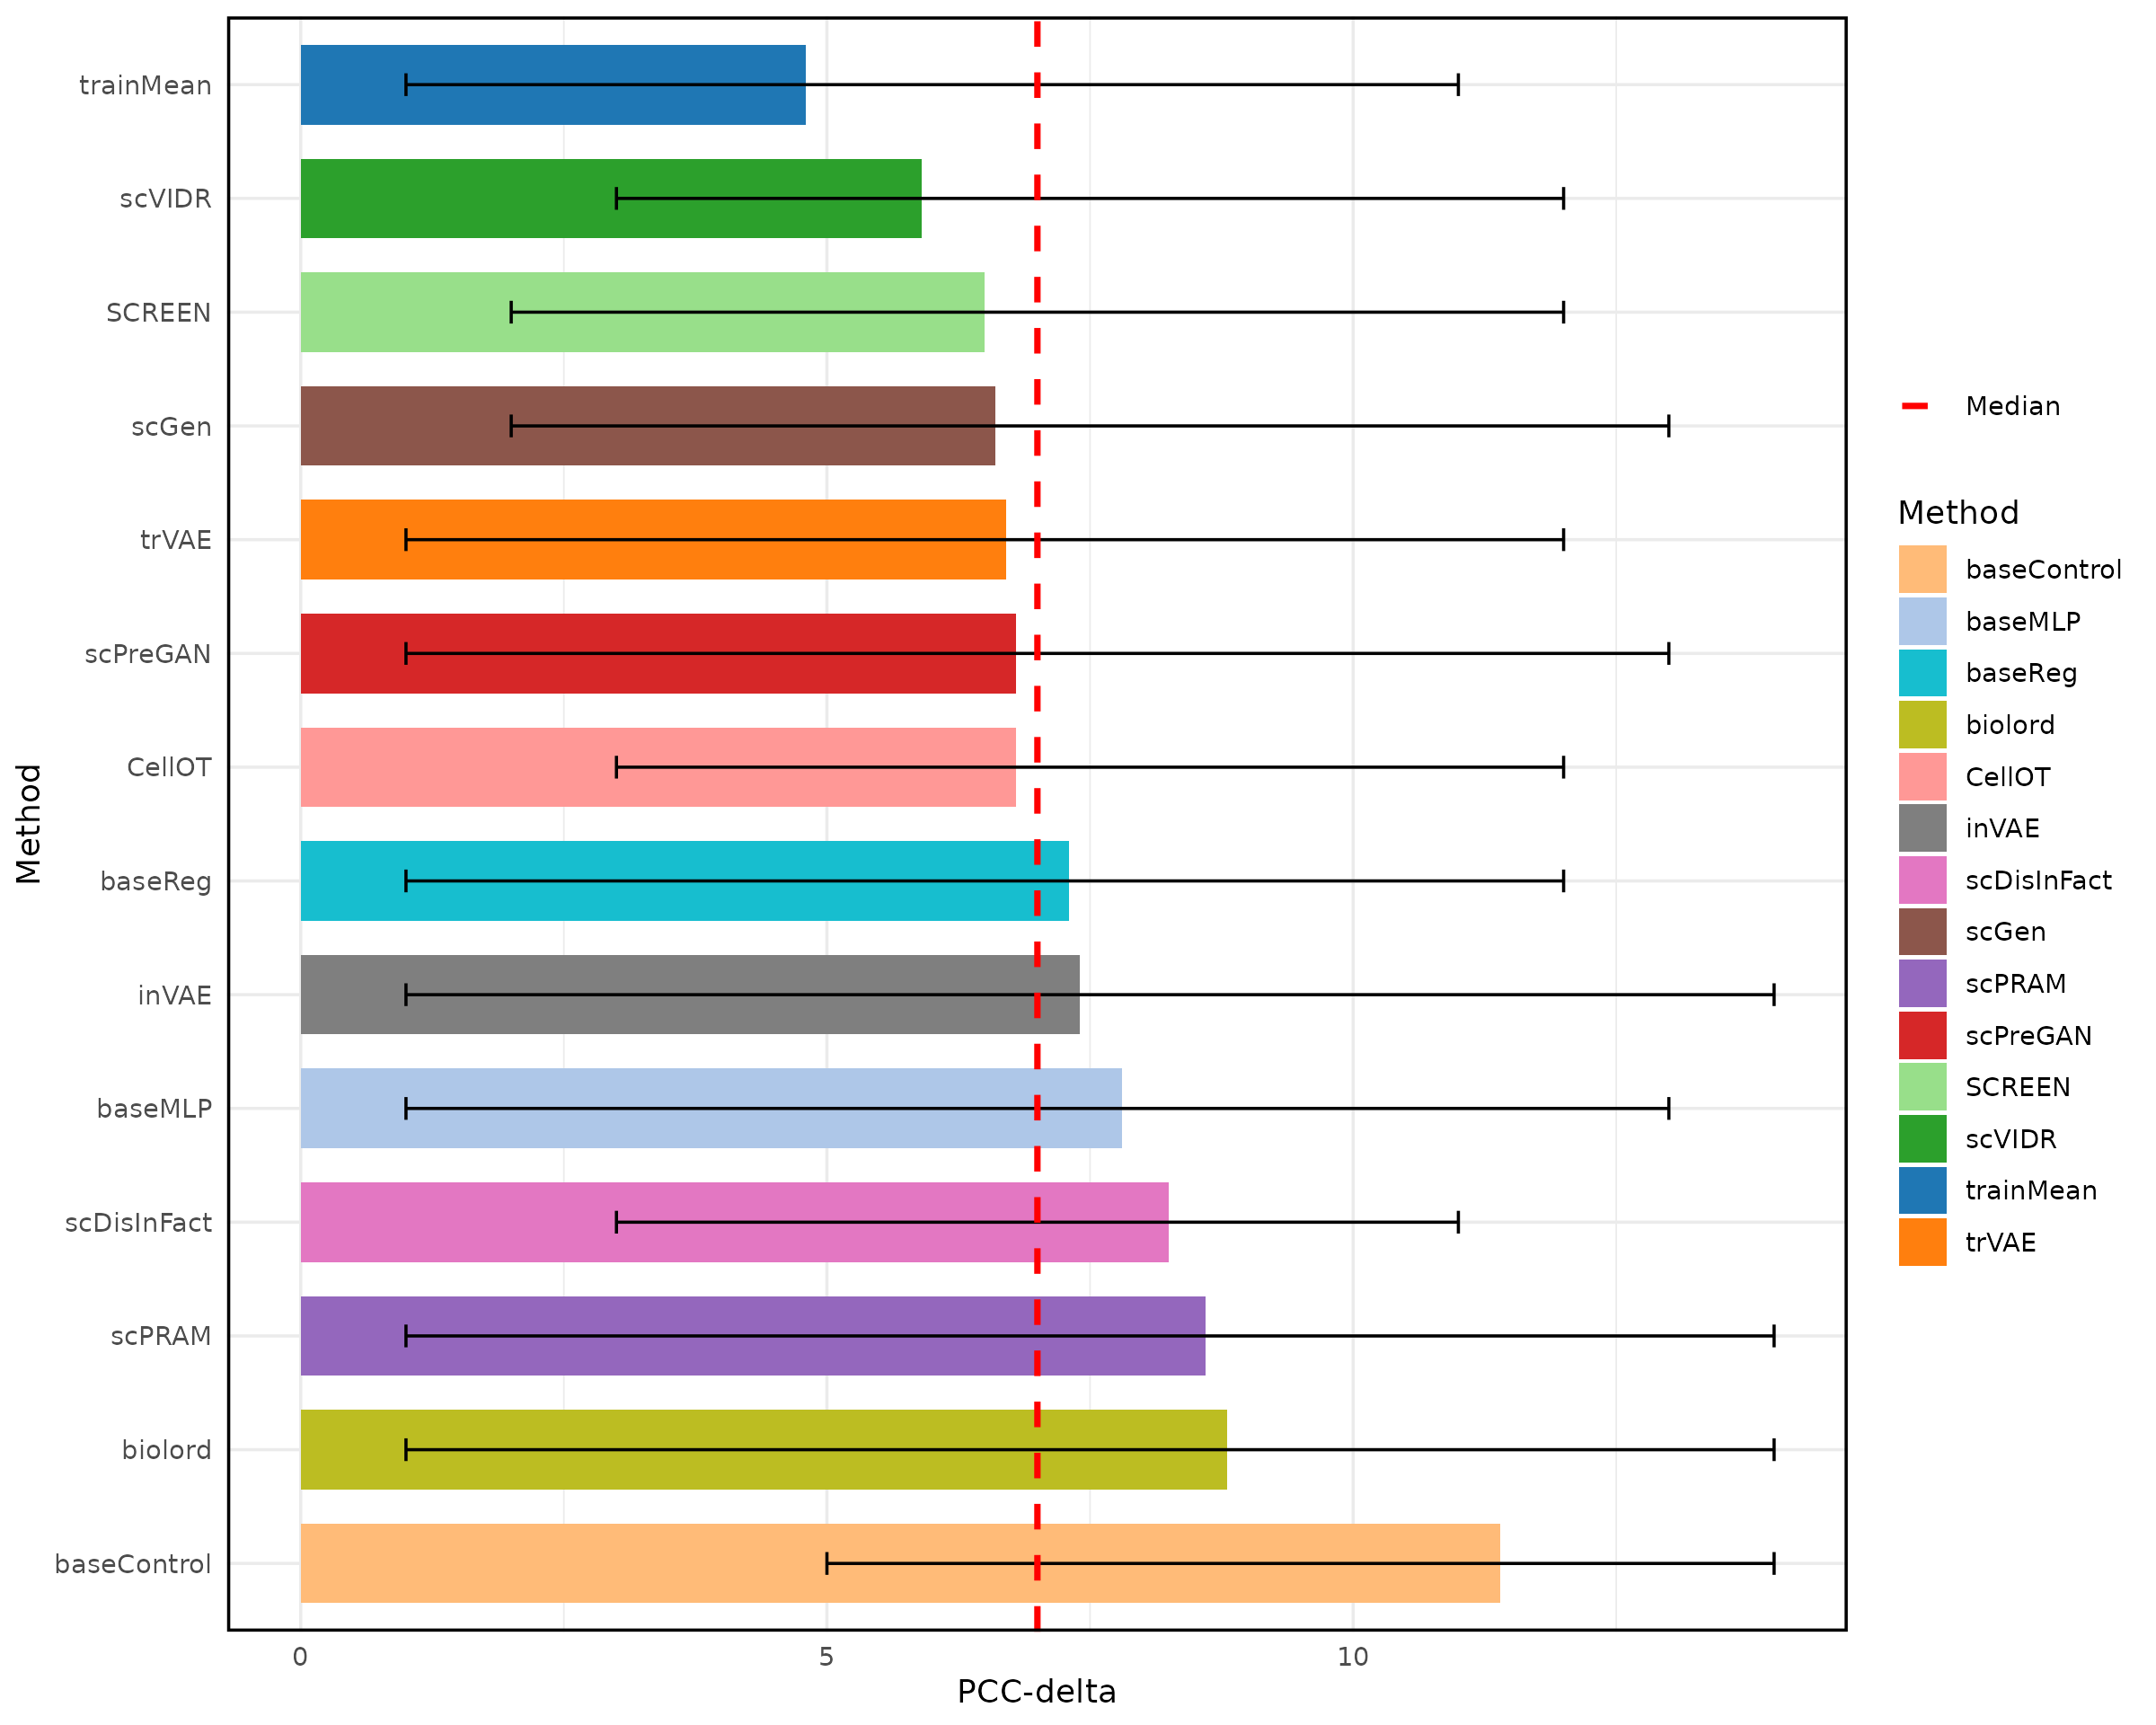 trainMean
scVIDR
SCREEN
scGen
trVAE
scPreGAN
CellOT
baseReg
inVAE
baseMLP
scDisInFact
scPRAM
biolord
baseControl
Method
0 5 10
PCC-delta
Median
Method
baseControl
baseMLP
baseReg
biolord
CellOT
inVAE
scDisInFact
scGen
scPRAM
scPreGAN
SCREEN
scVIDR
trainMean
trVAE